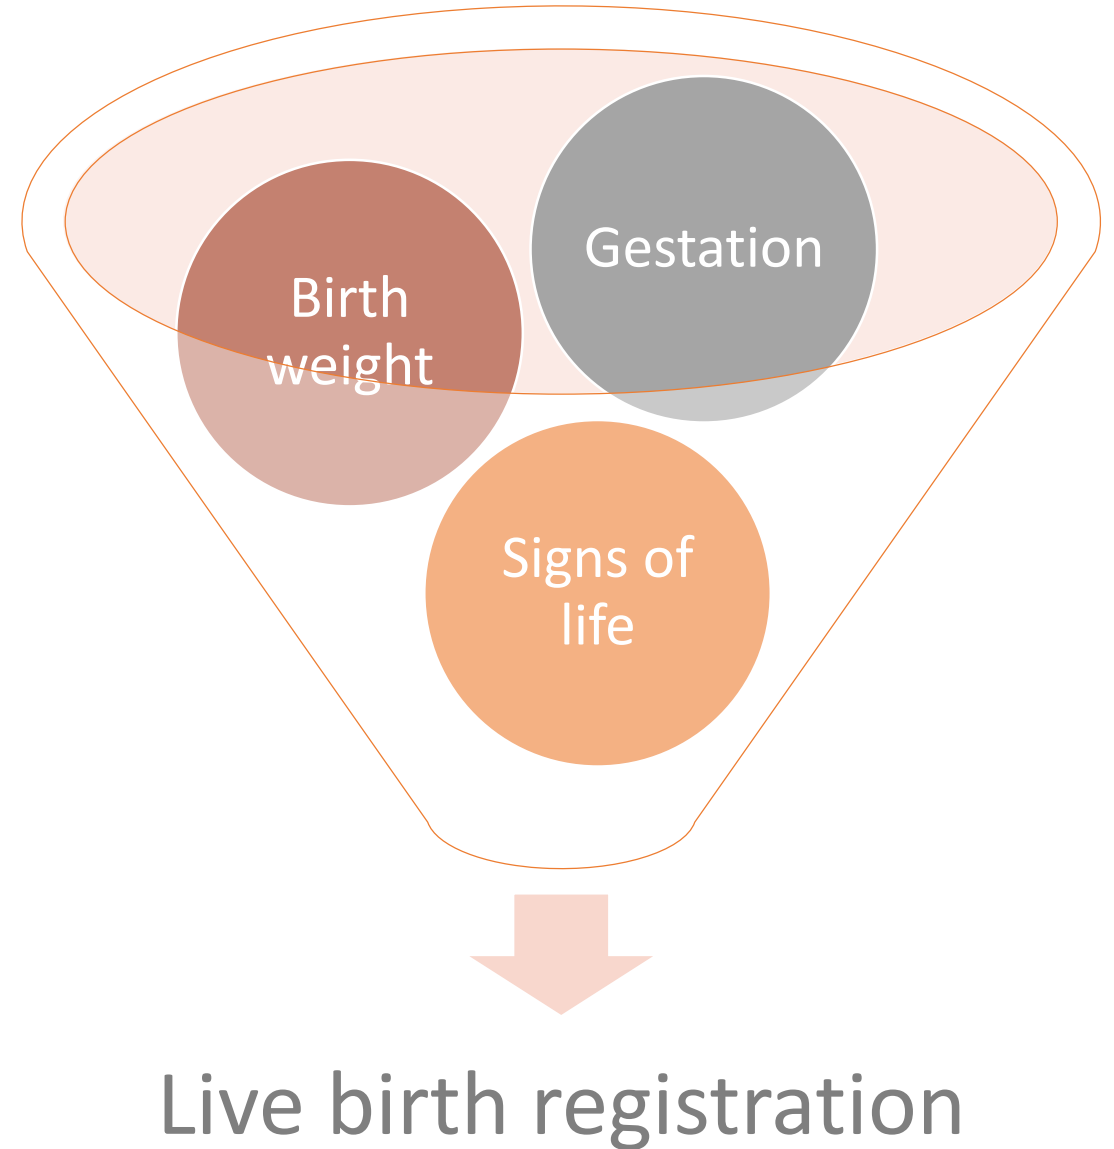 Gestation
Birth
weight
Signs of
life
Live birth registration